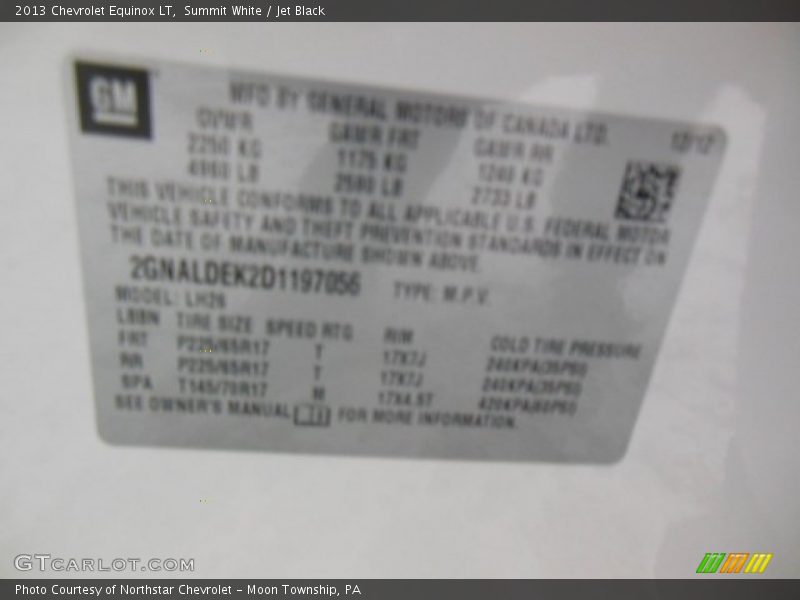 2013 Chevrolet Equinox LT, Summit White / Jet Black
GM
MFD BY GENERAL MOTORS OF CANADA LTD.
12/12
GVWR GAWR FRT GAWR RR
2250 KG 1175 KG 1240 KG
4960 LB 2590 LB 2733 LB
THIS VEHICLE CONFORMS TO ALL APPLICABLE U.S. FEDERAL MOTOR
VEHICLE SAFETY AND THEFT PREVENTION STANDARDS IN EFFECT ON
THE DATE OF MANUFACTURE SHOWN ABOVE.
2GNALDEK2D1197056 TYPE: M.P.V.
MODEL: LH26
TIRE SIZE SPEED RTG RIM COLD TIRE PRESSURE
FRT P225/65R17 T 17X7J 240KPA(35PSI)
RR P225/65R17 T 17X7J 240KPA(35PSI)
SPA T145/70R17 M 17X4.5T 420KPA(60PSI)
SEE OWNER'S MANUAL FOR MORE INFORMATION.
GTCARLOT.COM
Photo Courtesy of Northstar Chevrolet - Moon Township, PA